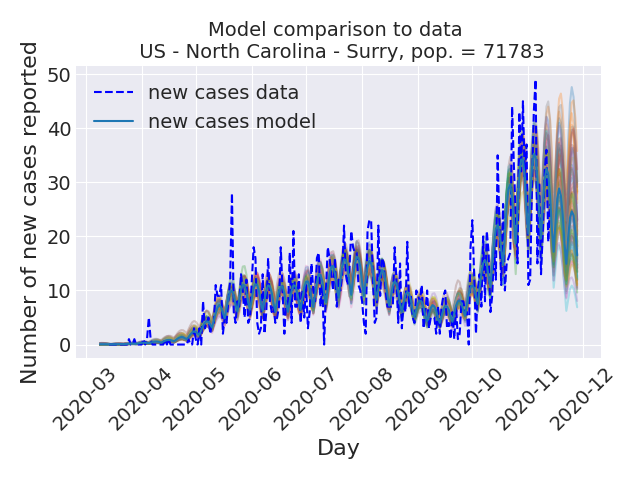 Model comparison to data
US - North Carolina - Surry, pop. = 71783
Number of new cases reported
50
40
30
20
10
0
new cases data
new cases model
2020-03
2020-04
2020-05
2020-06
2020-07
2020-08
2020-09
2020-10
2020-11
2020-12
Day